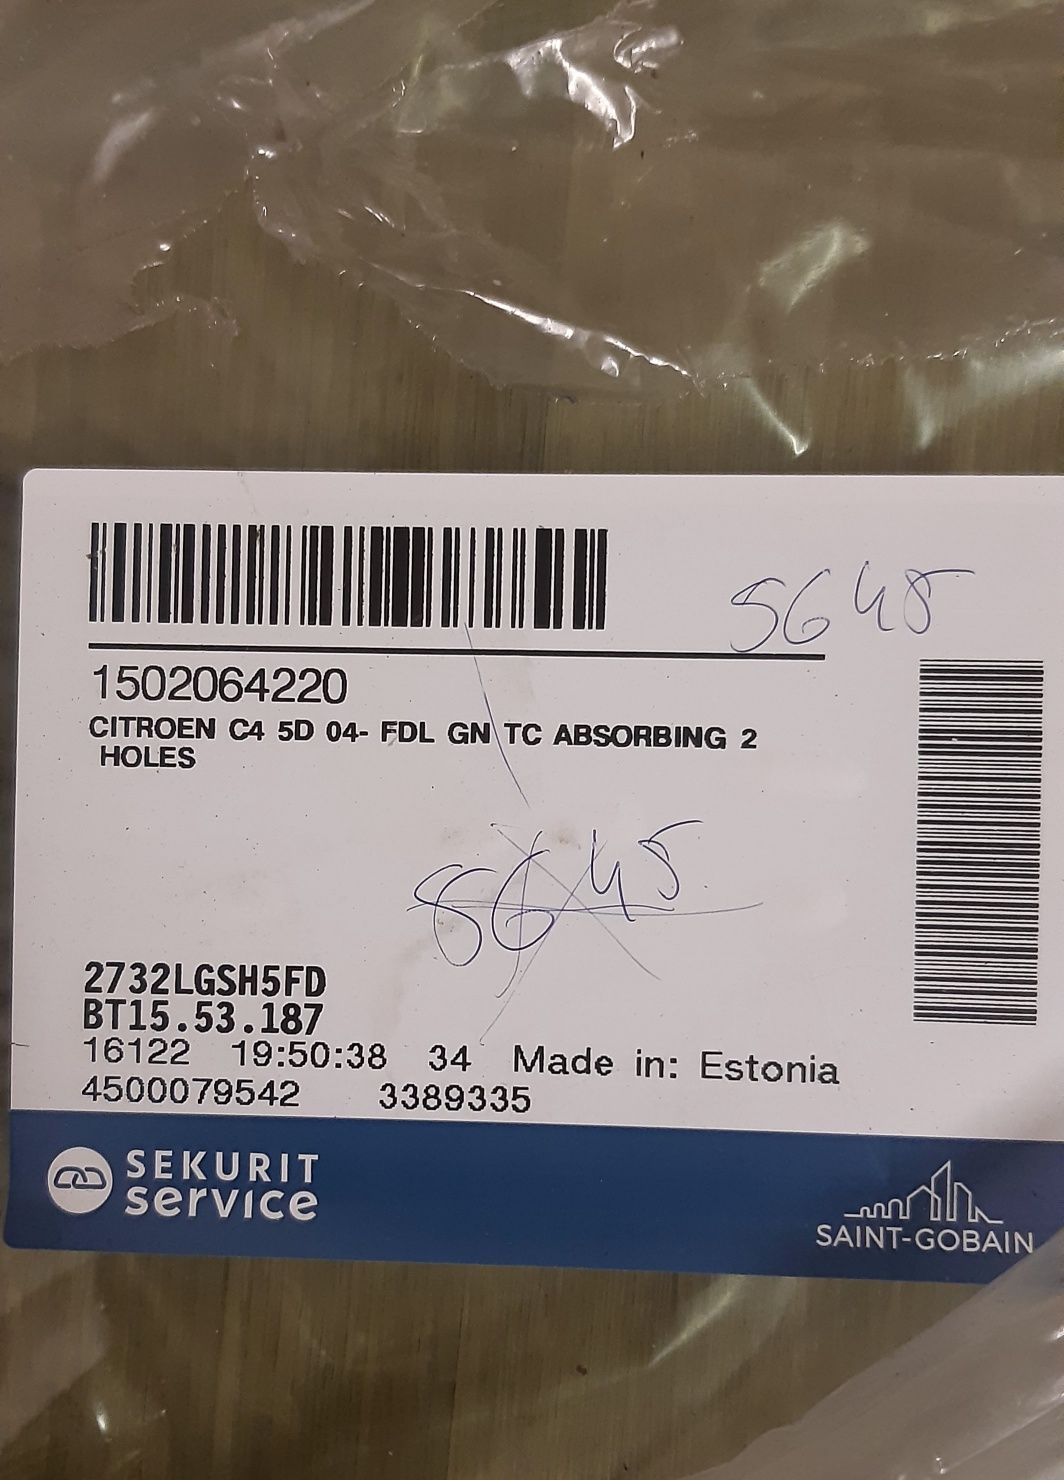 5645
1502064220
CITROEN C4 5D 04- FDL GN TC ABSORBING 2
HOLES
8645
2732LGSH5FD
BT15.53.187
16122 19:50:38 34 Made in: Estonia
4500079542 3389335
SEKURIT
service
SAINT-GOBAIN